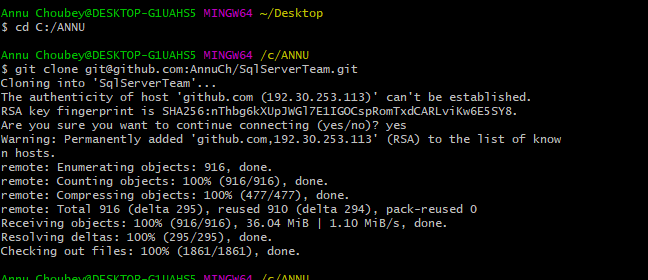 Annu Choubey@DESKTOP-G1UAHS5 MINGW64 ~/Desktop
$ cd C:/ANNU
Annu Choubey@DESKTOP-G1UAHS5 MINGW64 /c/ANNU
$ git clone git@github.com:AnnuCh/SqlServerTeam.git
Cloning into 'SqlServerTeam'...
The authenticity of host 'github.com (192.30.253.113)' can't be established.
RSA key fingerprint is SHA256:nThbg6kXUpJWGl7E1IGOCspRomTxdCARLviKw6E5SY8.
Are you sure you want to continue connecting (yes/no)? yes
Warning: Permanently added 'github.com,192.30.253.113' (RSA) to the list of know
n hosts.
remote: Enumerating objects: 916, done.
remote: Counting objects: 100% (916/916), done.
remote: Compressing objects: 100% (477/477), done.
remote: Total 916 (delta 295), reused 910 (delta 294), pack-reused 0
Receiving objects: 100% (916/916), 36.04 MiB | 1.10 MiB/s, done.
Resolving deltas: 100% (295/295), done.
Checking out files: 100% (1861/1861), done.
Annu Choubey@DESKTOP-G1UAHS5 MINGW64 /c/ANNU